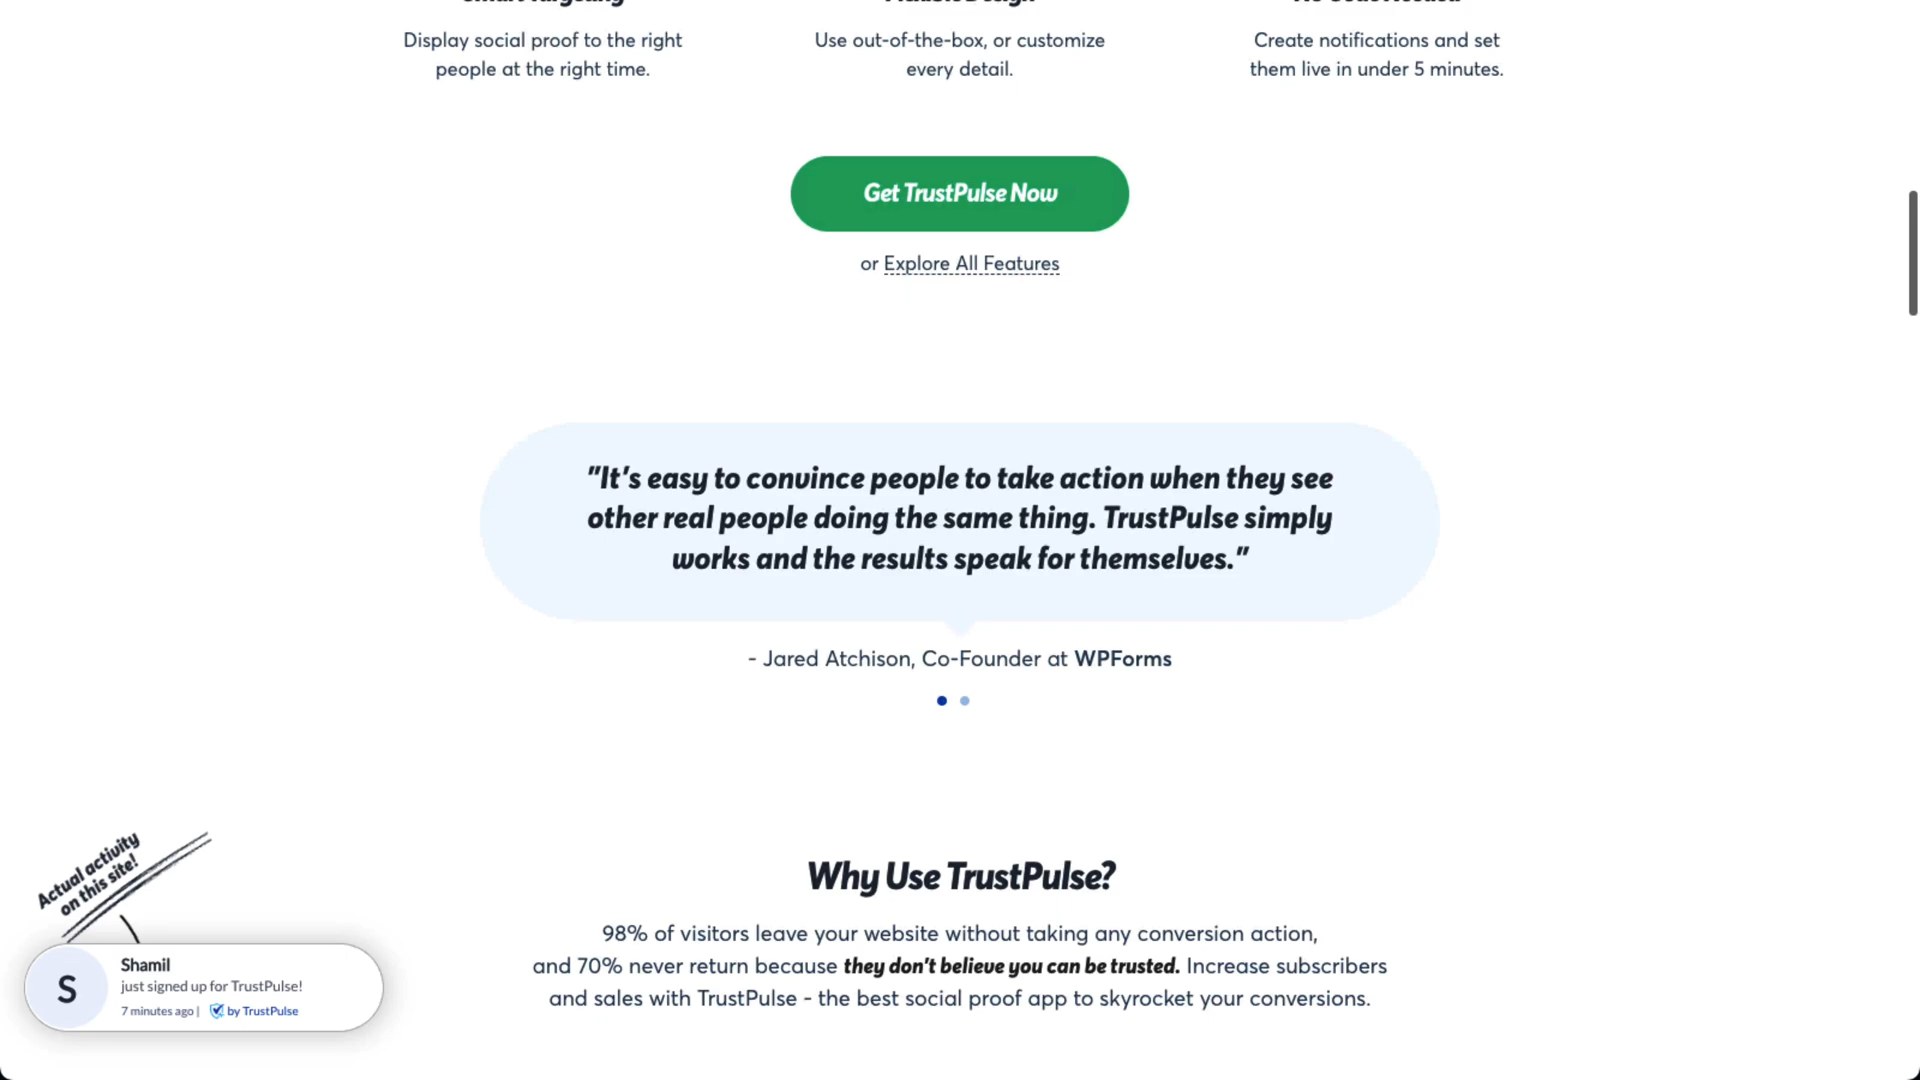 Display social proof to the right
people at the right time.
Use out-of-the-box, or customize
every detail.
Create notifications and set
them live in under 5 minutes.
Get TrustPulse Now
or Explore All Features
"It's easy to convince people to take action when they see
other real people doing the same thing. TrustPulse simply
works and the results speak for themselves."
- Jared Atchison, Co-Founder at WPForms
Why Use TrustPulse?
98% of visitors leave your website without taking any conversion action,
and 70% never return because they don't believe you can be trusted. Increase subscribers
and sales with TrustPulse - the best social proof app to skyrocket your conversions.
Actual activity
on this site!
S
Shamil
just signed up for TrustPulse!
7 minutes ago | by TrustPulse